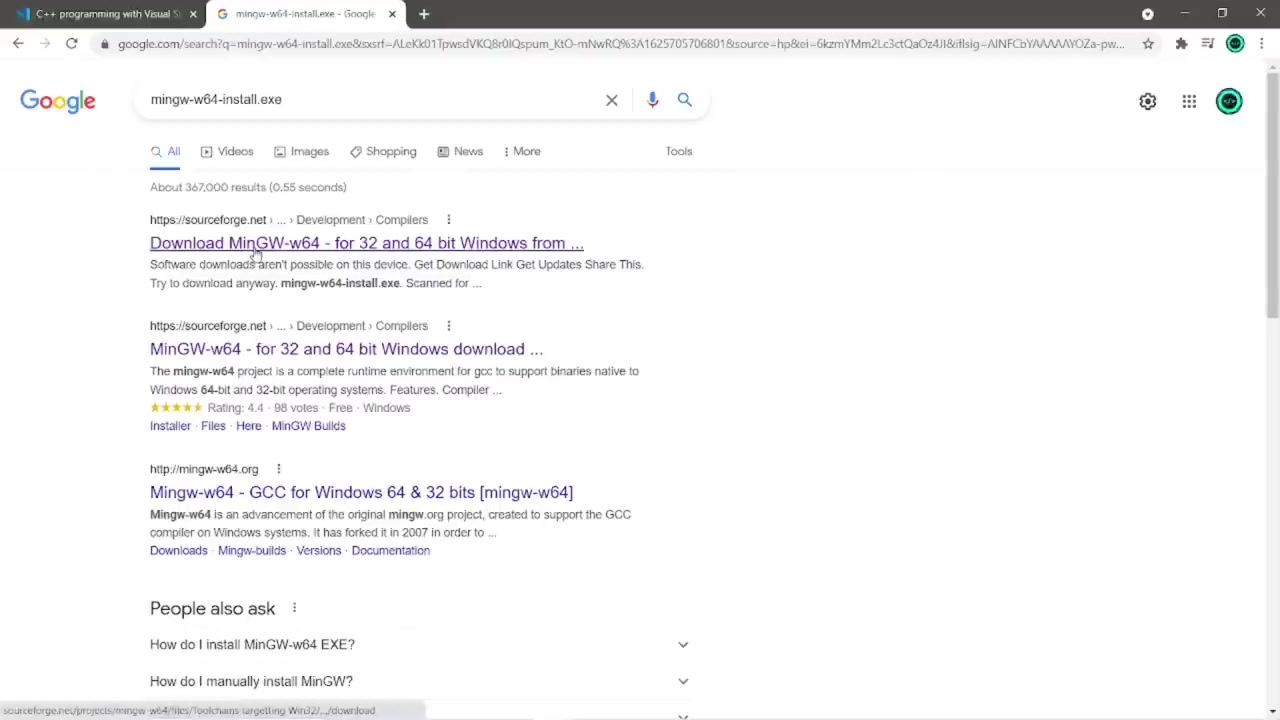 C++ programming with Visual S
mingw-w64-install.exe - Google
google.com/search?q=mingw-w64-install.exe&sxsrf=ALeKk01TpwsdVKQ8r0IQspum_KtO-mNwRQ%3A1625705706801&source=hp&ei=6kzmYMm2Lc3ctQaOz4JI&iflsig=AINFCbYAAAAAYOZa-pw...
Google
mingw-w64-install.exe
All Videos Images Shopping News More Tools
About 367,000 results (0.55 seconds)
https://sourceforge.net › ... › Development › Compilers
Download MinGW-w64 - for 32 and 64 bit Windows from ...
Software downloads aren't possible on this device. Get Download Link Get Updates Share This.
Try to download anyway. mingw-w64-install.exe. Scanned for ...
https://sourceforge.net › ... › Development › Compilers
MinGW-w64 - for 32 and 64 bit Windows download ...
The mingw-w64 project is a complete runtime environment for gcc to support binaries native to
Windows 64-bit and 32-bit operating systems. Features. Compiler ...
Rating: 4.4 · 98 votes · Free · Windows
Installer · Files · Here · MinGW Builds
http://mingw-w64.org
Mingw-w64 - GCC for Windows 64 & 32 bits [mingw-w64]
Mingw-w64 is an advancement of the original mingw.org project, created to support the GCC
compiler on Windows systems. It has forked it in 2007 in order to ...
Downloads · Mingw-builds · Versions · Documentation
People also ask
How do I install MinGW-w64 EXE?
How do I manually install MinGW?
sourceforge.net/projects/mingw-w64/files/Toolchains targetting Win32/.../download